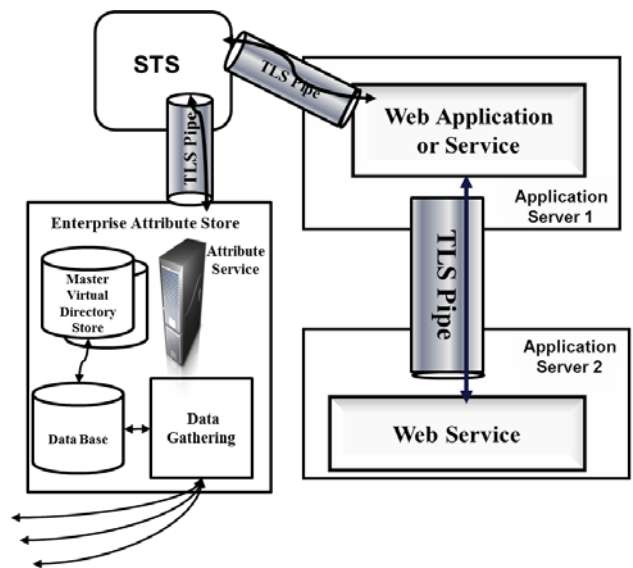 STS
TLS Pipe
TLS Pipe
Web Application
or Service
Application
Server 1
Enterprise Attribute Store
Attribute
Service
Master
Virtual
Directory
Store
TLS Pipe
Application
Server 2
Data Base
Data
Gathering
Web Service